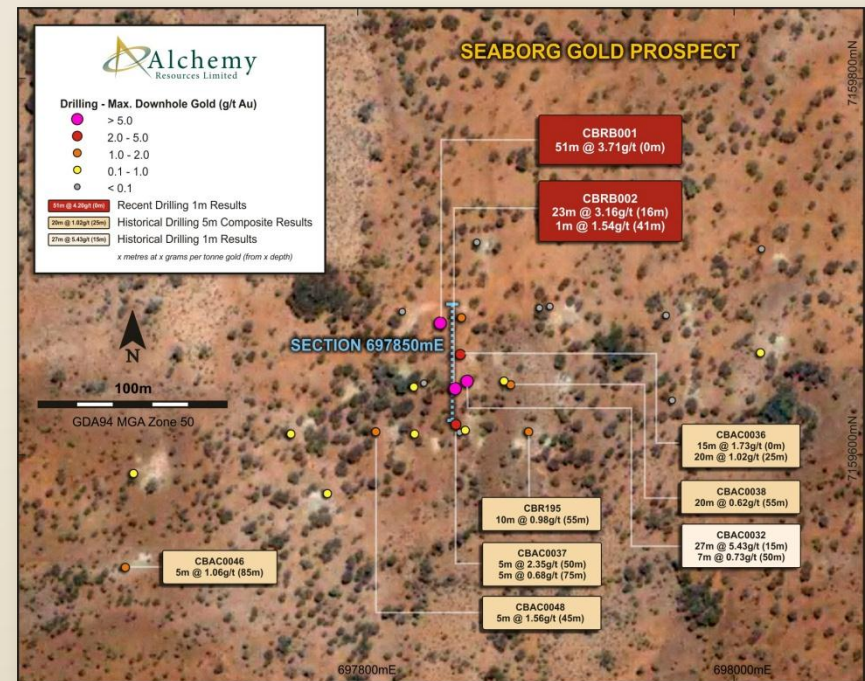 Alchemy
Resources Limited
Drilling - Max. Downhole Gold (g/t Au)
> 5.0
2.0 - 5.0
1.0 - 2.0
0.1 - 1.0
< 0.1
51m @ 4.20g/t (0m) Recent Drilling 1m Results
20m @ 1.02g/t (25m) Historical Drilling 5m Composite Results
27m @ 5.43g/t (15m) Historical Drilling 1m Results
x metres at x grams per tonne gold (from x depth)
SEABORG GOLD PROSPECT
7159800mN
CBRB001
51m @ 3.71g/t (0m)
CBRB002
23m @ 3.16g/t (16m)
1m @ 1.54g/t (41m)
SECTION 697850mE
N
100m
GDA94 MGA Zone 50
7159600mN
CBAC0036
15m @ 1.73g/t (0m)
20m @ 1.02g/t (25m)
CBAC0038
20m @ 0.62g/t (55m)
CBAC0032
27m @ 5.43g/t (15m)
7m @ 0.73g/t (50m)
CBR195
10m @ 0.98g/t (55m)
CBAC0037
5m @ 2.35g/t (50m)
5m @ 0.68g/t (75m)
CBAC0046
5m @ 1.06g/t (85m)
CBAC0048
5m @ 1.56g/t (45m)
697800mE
698000mE